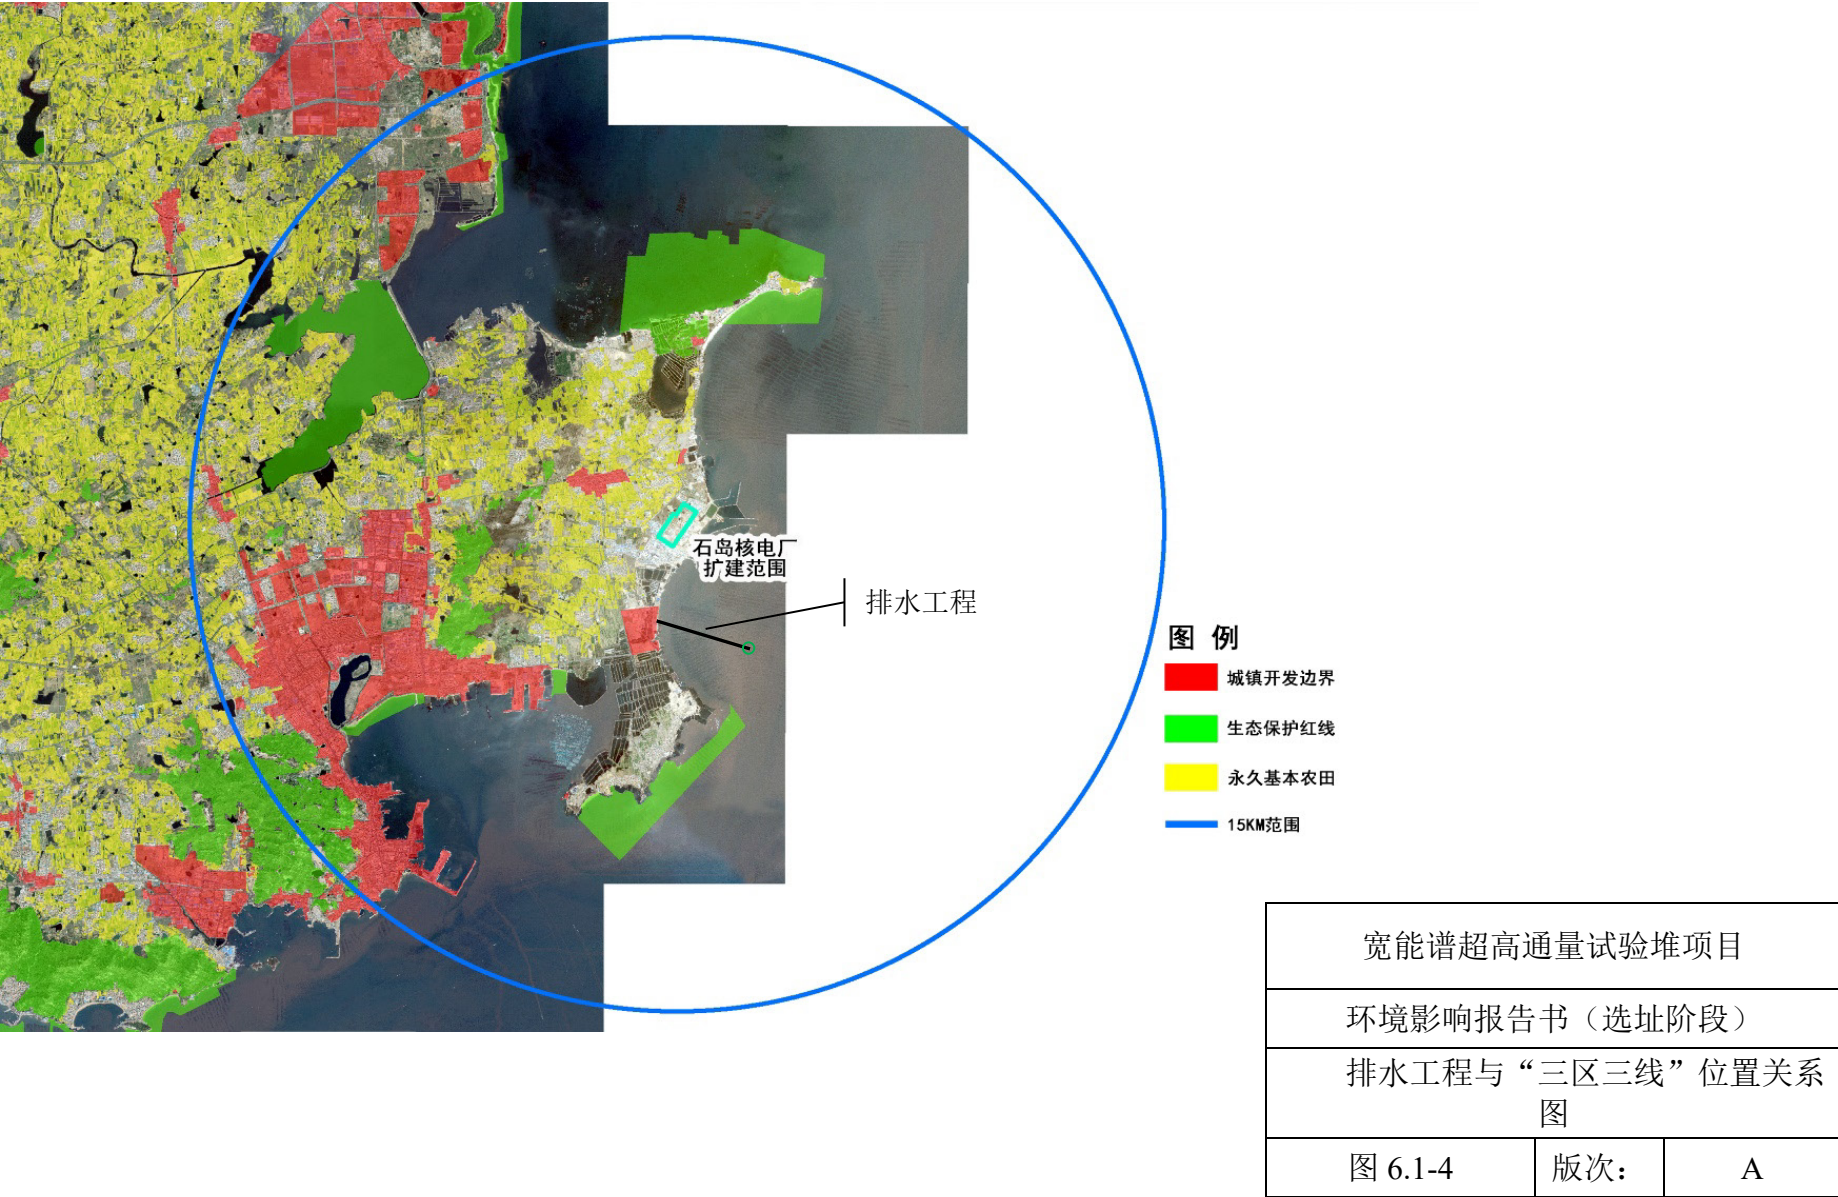 石岛核电厂
扩建范围
排水工程
图 例
城镇开发边界
生态保护红线
永久基本农田
15KM范围
宽能谱超高通量试验堆项目
环境影响报告书（选址阶段）
排水工程与“三区三线”位置关系
图
图 6.1-4 版次： A